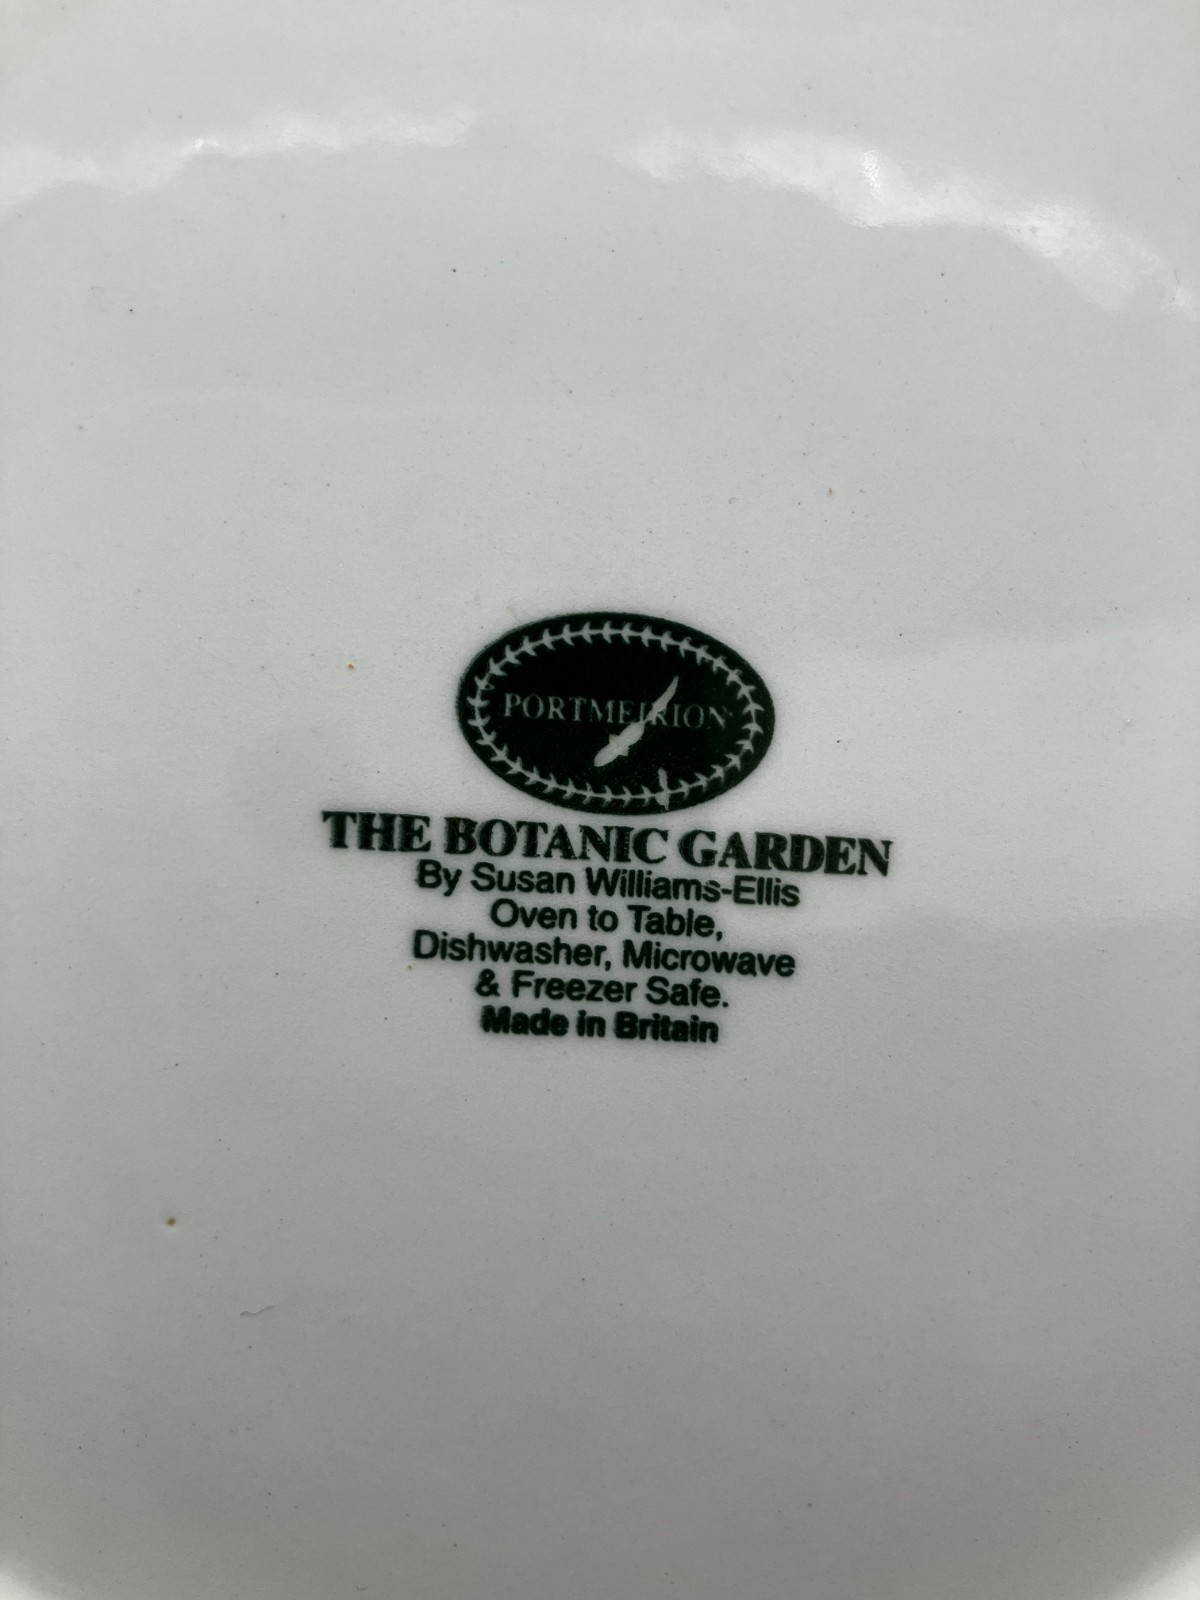 PORTMEIRION
THE BOTANIC GARDEN
By Susan Williams-Ellis
Oven to Table,
Dishwasher, Microwave
& Freezer Safe.
Made in Britain